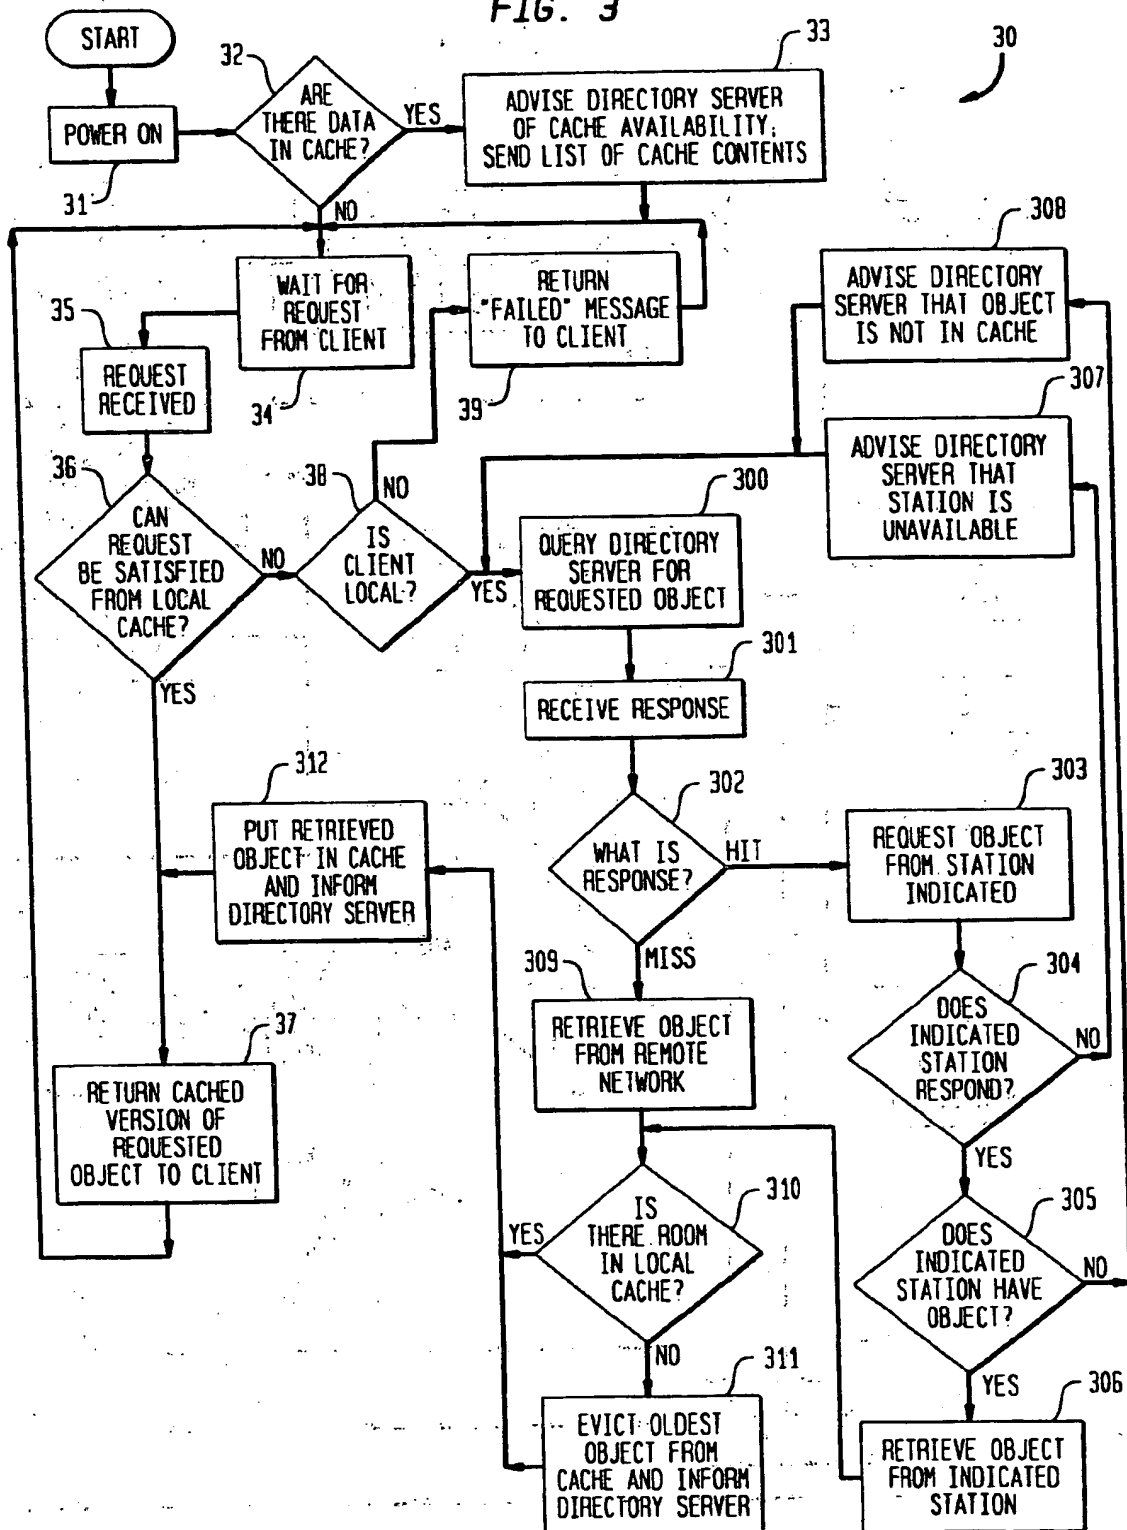 FIG. 3
START
30
POWER ON
31
32
ARE
THERE DATA
IN CACHE?
YES
NO
33
ADVISE DIRECTORY SERVER
OF CACHE AVAILABILITY;
SEND LIST OF CACHE CONTENTS
WAIT FOR
REQUEST
FROM CLIENT
34
35
REQUEST
RECEIVED
RETURN
"FAILED" MESSAGE
TO CLIENT
39
308
ADVISE DIRECTORY
SERVER THAT OBJECT
IS NOT IN CACHE
307
ADVISE DIRECTORY
SERVER THAT
STATION IS
UNAVAILABLE
36
CAN
REQUEST
BE SATISFIED
FROM LOCAL
CACHE?
NO
YES
38
NO
IS
CLIENT
LOCAL?
YES
300
QUERY DIRECTORY
SERVER FOR
REQUESTED OBJECT
301
RECEIVE RESPONSE
302
WHAT IS
RESPONSE?
HIT
MISS
303
REQUEST OBJECT
FROM STATION
INDICATED
312
PUT RETRIEVED
OBJECT IN CACHE
AND INFORM
DIRECTORY SERVER
309
RETRIEVE OBJECT
FROM REMOTE
NETWORK
304
DOES
INDICATED
STATION
RESPOND?
NO
YES
37
RETURN CACHED
VERSION OF
REQUESTED
OBJECT TO CLIENT
310
IS
THERE ROOM
IN LOCAL
CACHE?
YES
NO
305
DOES
INDICATED
STATION HAVE
OBJECT?
NO
YES
311
EVICT OLDEST
OBJECT FROM
CACHE AND INFORM
DIRECTORY SERVER
306
RETRIEVE OBJECT
FROM INDICATED
STATION